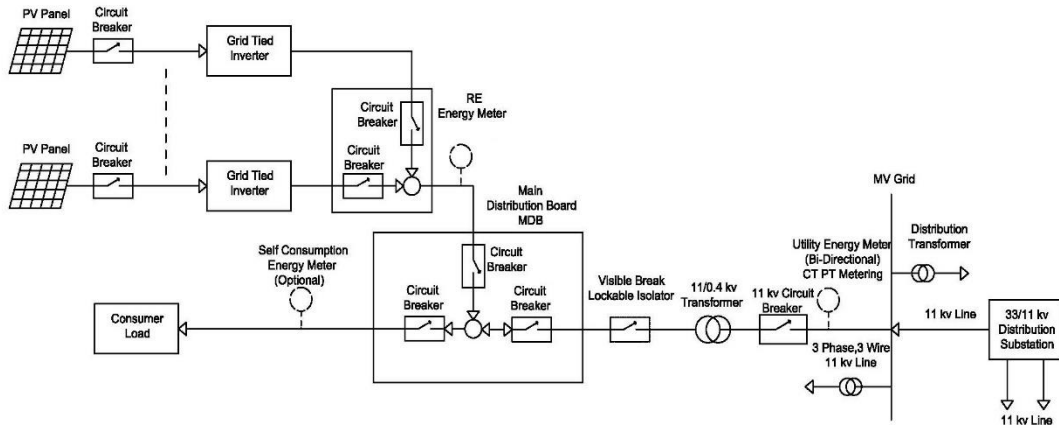 PV Panel
Circuit
Breaker
Grid Tied
Inverter
Circuit
Breaker
RE
Energy Meter
PV Panel
Circuit
Breaker
Grid Tied
Inverter
Circuit
Breaker
Main
Distribution Board
MDB
MV Grid
Self Consumption
Energy Meter
(Optional)
Circuit
Breaker
Utility Energy Meter
(Bi-Directional)
CT PT Metering
Distribution
Transformer
Consumer
Load
Circuit
Breaker
Circuit
Breaker
Visible Break
Lockable Isolator
11/0.4 kv
Transformer
11 kv Circuit
Breaker
11 kv Line
33/11 kv
Distribution
Substation
3 Phase,3 Wire
11 kv Line
11 kv Line